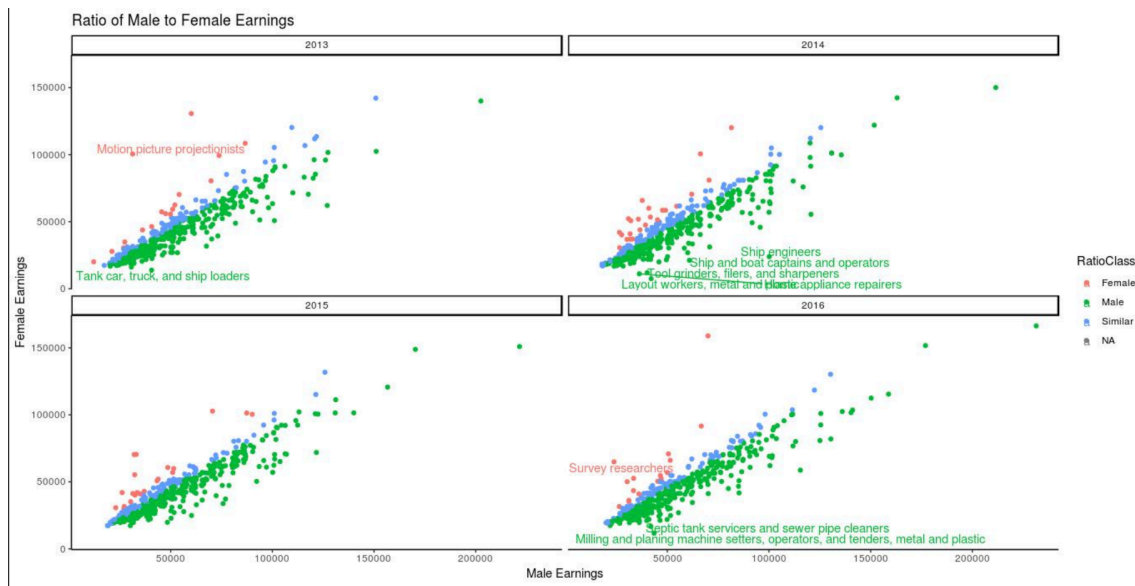 Ratio of Male to Female Earnings
2013
2014
150000
100000
50000
0
Motion picture projectionists
Tank car, truck, and ship loaders
Ship engineers
Ship and boat captains and operators
Tool grinders, filers, and sharpeners
Layout workers, metal and plastic
Home appliance repairers
Female Earnings
RatioClass
Female
Male
Similar
NA
2015
2016
150000
100000
50000
0
Survey researchers
Septic tank servicers and sewer pipe cleaners
Milling and planing machine setters, operators, and tenders, metal and plastic
50000
100000
150000
200000
50000
100000
150000
200000
Male Earnings